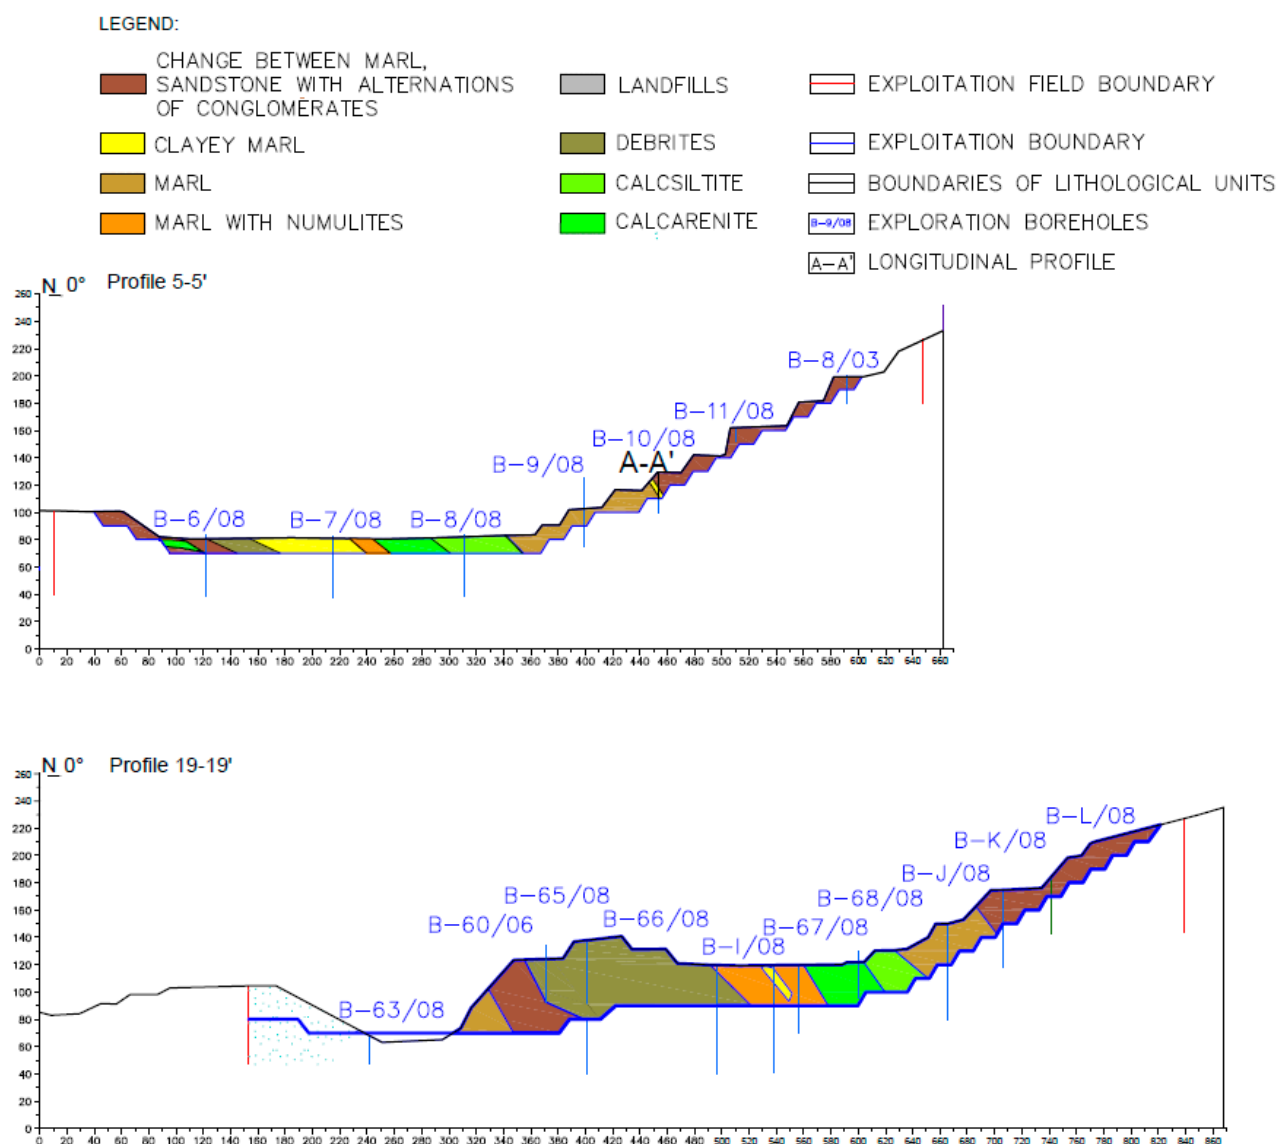 LEGEND:
CHANGE BETWEEN MARL,
SANDSTONE WITH ALTERNATIONS
OF CONGLOMERATES
CLAYEY MARL
MARL
MARL WITH NUMULITES
LANDFILLS
DEBRITES
CALCSILTITE
CALCARENITE
EXPLOITATION FIELD BOUNDARY
EXPLOITATION BOUNDARY
BOUNDARIES OF LITHOLOGICAL UNITS
B-9/08 EXPLORATION BOREHOLES
A-A' LONGITUDINAL PROFILE
N 0° Profile 5-5'
260
240
220
200
180
160
140
120
100
80
60
40
20
0
B-8/03
B-11/08
B-10/08
B-9/08
A-A'
B-6/08
B-7/08
B-8/08
0 20 40 60 80 100 120 140 160 180 200 220 240 260 280 300 320 340 360 380 400 420 440 460 480 500 520 540 560 580 600 620 640 660
N 0° Profile 19-19'
260
240
220
200
180
160
140
120
100
80
60
40
20
0
B-L/08
B-K/08
B-J/08
B-65/08
B-68/08
B-60/06
B-66/08
B-67/08
B-I/08
B-63/08
0 20 40 60 80 100 120 140 160 180 200 220 240 260 280 300 320 340 360 380 400 420 440 460 480 500 520 540 560 580 600 620 640 660 680 700 720 740 760 780 800 820 840 860